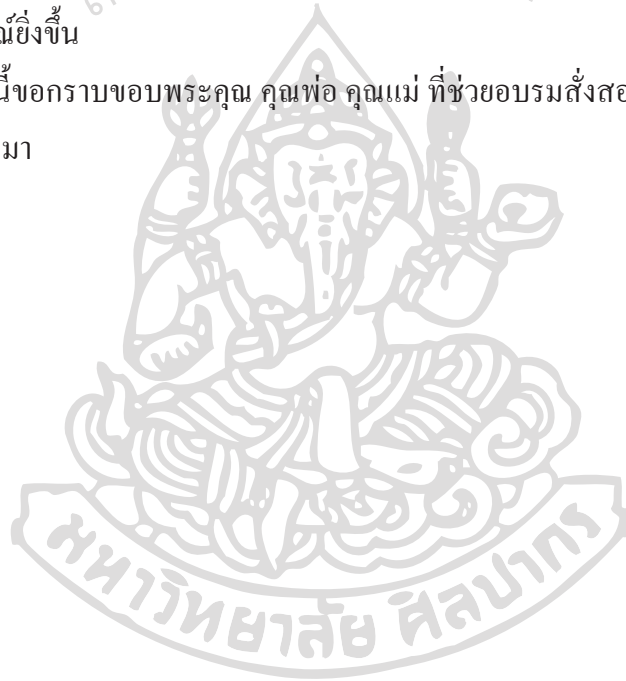 ณ์ยิ่งขึ้น
นี้ขอกราบขอบพระคุณ คุณพ่อ คุณแม่ ที่ช่วยอบรมสั่งสอ
มา
มหาวิทยาลัย ศิลปากร